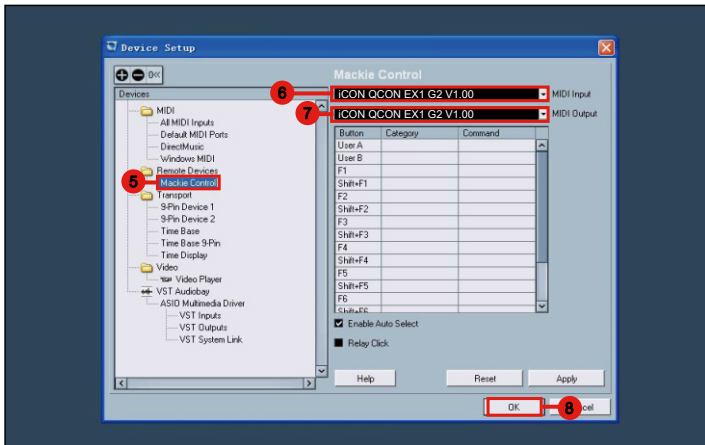 Device Setup
Devices
MIDI
All MIDI Inputs
Default MIDI Ports
DirectMusic
Windows MIDI
Remote Devices
5
Mackie Control
Transport
9-Pin Device 1
9-Pin Device 2
Time Base
Time Base 9-Pin
Time Display
Video
Video Player
VST Audiobay
ASIO Multimedia Driver
VST Inputs
VST Outputs
VST System Link
Mackie Control
6 iCON QCON EX1 G2 V1.00 MIDI Input
7 iCON QCON EX1 G2 V1.00 MIDI Output
Button Category Command
User A
User B
F1
Shift+F1
F2
Shift+F2
F3
Shift+F3
F4
Shift+F4
F5
Shift+F5
F6
Shift+F6
Enable Auto Select
Relay Click
Help Reset Apply
OK 8 cel